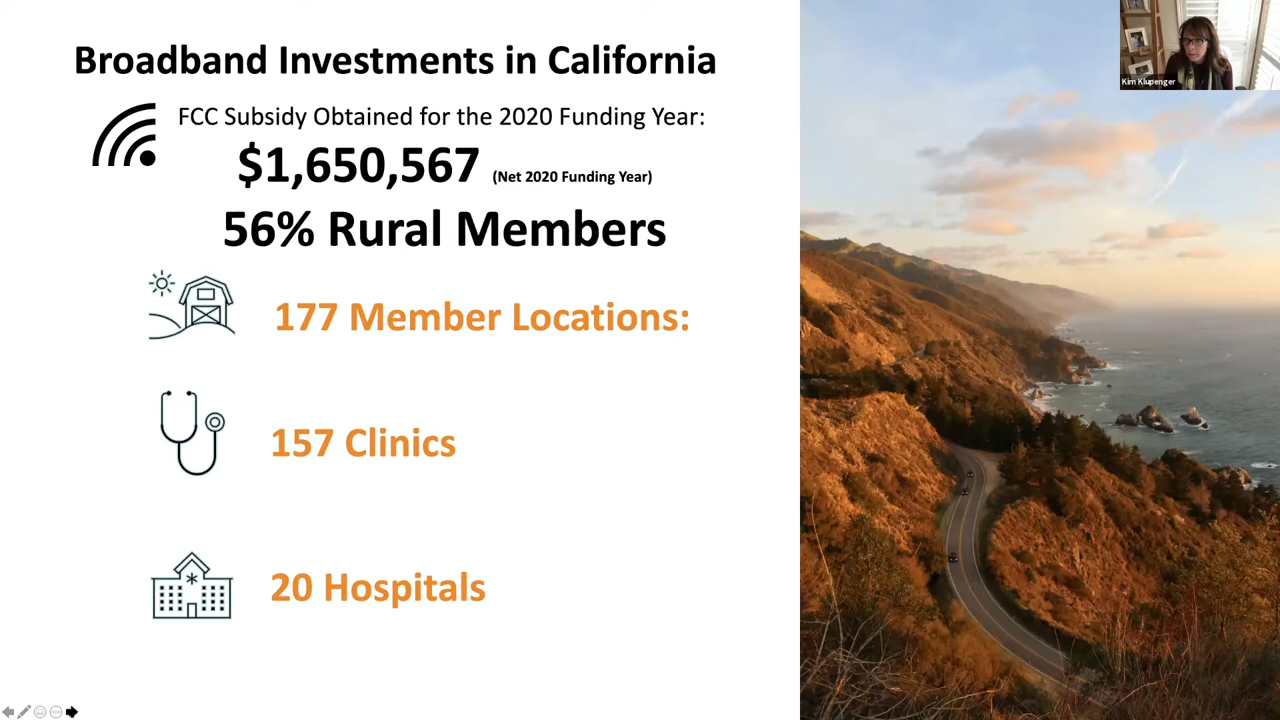 Broadband Investments in California
FCC Subsidy Obtained for the 2020 Funding Year:
$1,650,567 (Net 2020 Funding Year)
56% Rural Members
177 Member Locations:
157 Clinics
20 Hospitals
Kim Klupenger